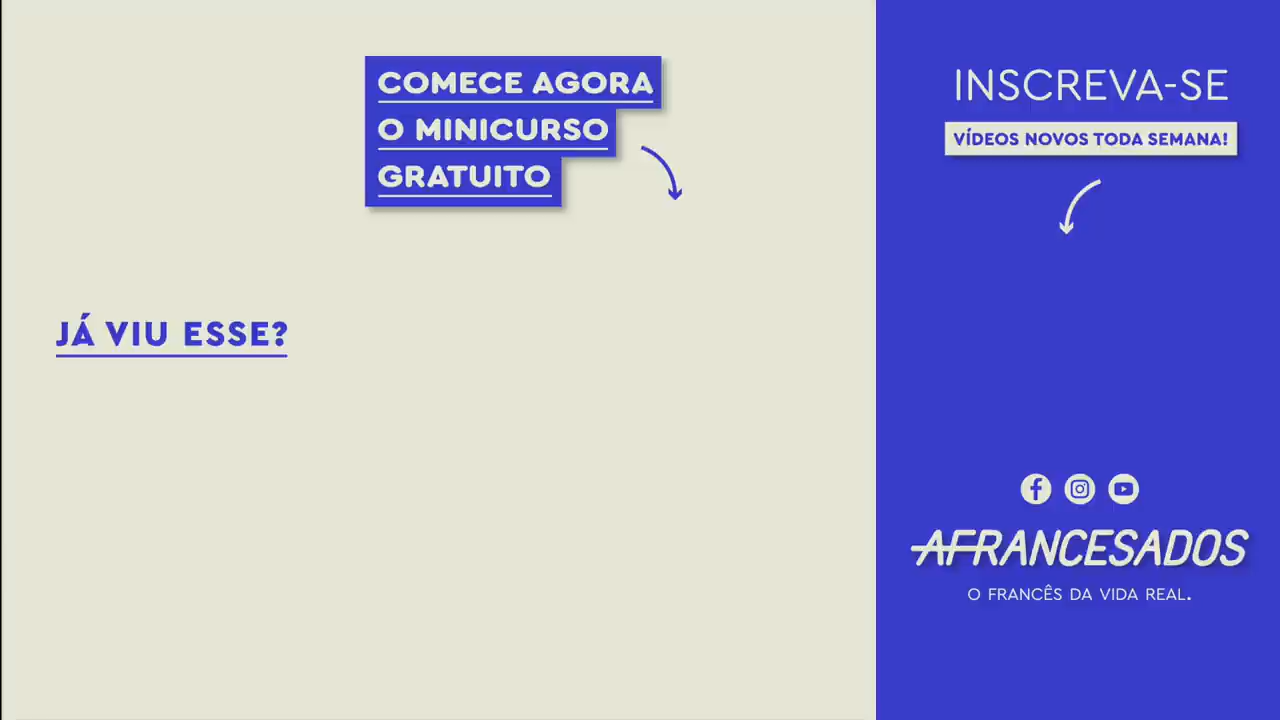 COMECE AGORA
O MINICURSO
GRATUITO
JÁ VIU ESSE?
INSCREVA-SE
VÍDEOS NOVOS TODA SEMANA!
AFRANCESADOS
O FRANCÊS DA VIDA REAL.